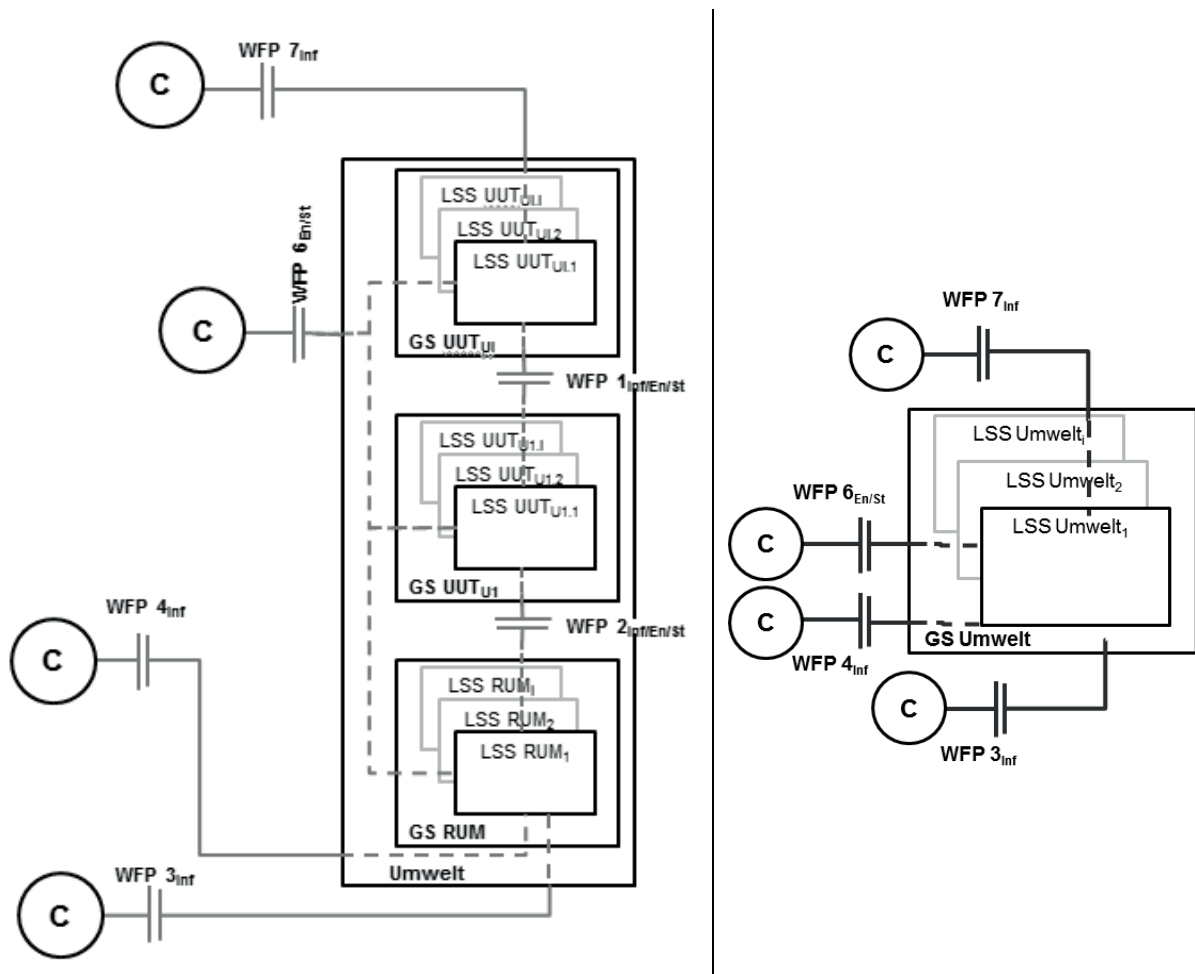 WFP 7Inf
C
LSS UUTUI.I
LSS UUTUI.2
LSS UUTUI.1
GS UUTUI
WFP 6En/St
C
WFP 1Inf/En/St
LSS UUTU1.I
LSS UUTU1.2
LSS UUTU1.1
GS UUTU1
WFP 2Inf/En/St
WFP 4Inf
C
LSS RUMI
LSS RUM2
LSS RUM1
GS RUM
Umwelt
WFP 3Inf
C
WFP 7Inf
C
LSS Umwelti
LSS Umwelt2
LSS Umwelt1
WFP 6En/St
C
C
WFP 4Inf
GS Umwelt
C
WFP 3Inf